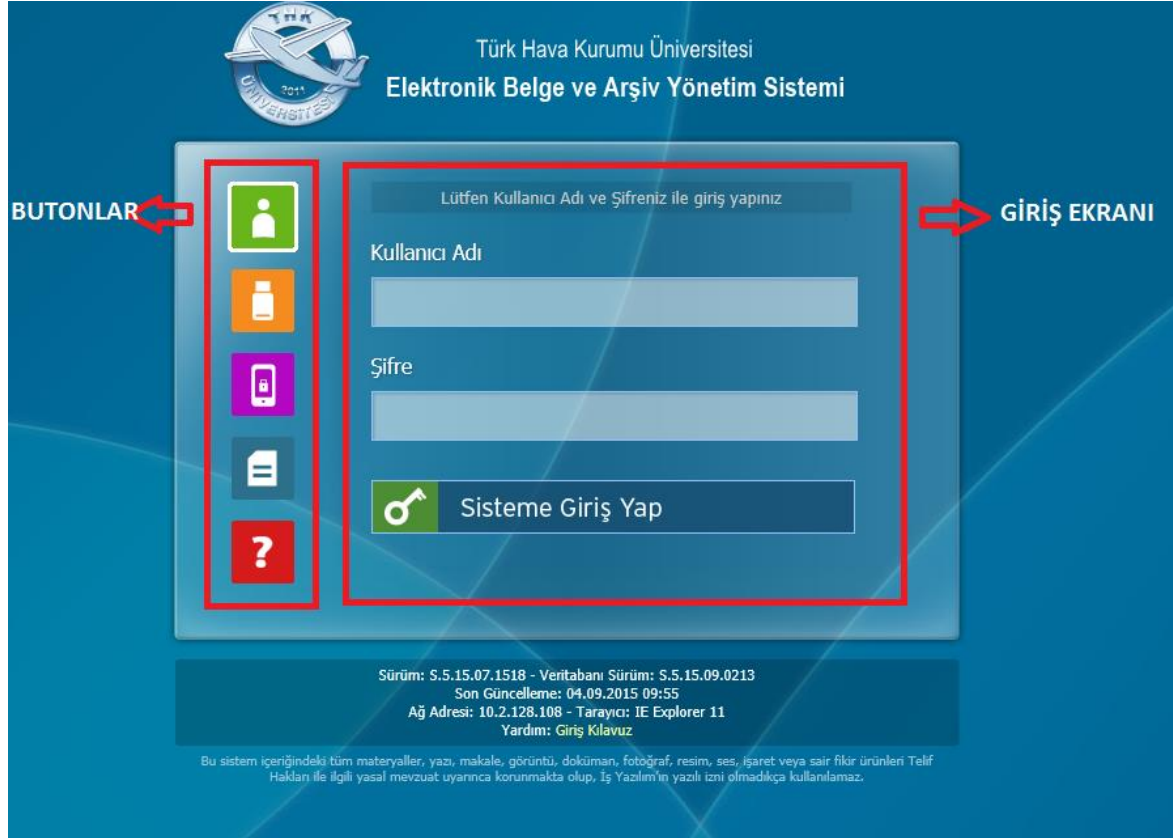 THK
ÜNİVERSİTESİ
2011
Türk Hava Kurumu Üniversitesi
Elektronik Belge ve Arşiv Yönetim Sistemi
BUTONLAR
GİRİŞ EKRANI
Lütfen Kullanıcı Adı ve Şifreniz ile giriş yapınız
Kullanıcı Adı
Şifre
Sisteme Giriş Yap
?
Sürüm: S.5.15.07.1518 - Veritabanı Sürüm: S.5.15.09.0213
Son Güncelleme: 04.09.2015 09:55
Ağ Adresi: 10.2.128.108 - Tarayıcı: IE Explorer 11
Yardım: Giriş Kılavuz
Bu sistem içeriğindeki tüm materyaller, yazı, makale, görüntü, doküman, fotoğraf, resim, ses, işaret veya sair fikir ürünleri Telif
Hakları ile ilgili yasal mevzuat uyarınca korunmakta olup, İş Yazılım'ın yazılı izni olmadıkça kullanılamaz.